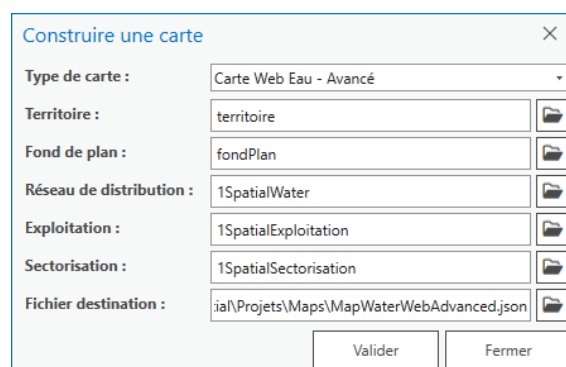 Construire une carte
Type de carte : Carte Web Eau - Avancé
Territoire : territoire
Fond de plan : fondPlan
Réseau de distribution : 1SpatialWater
Exploitation : 1SpatialExploitation
Sectorisation : 1SpatialSectorisation
Fichier destination : :ial\Projets\Maps\MapWaterWebAdvanced.json
Valider Fermer